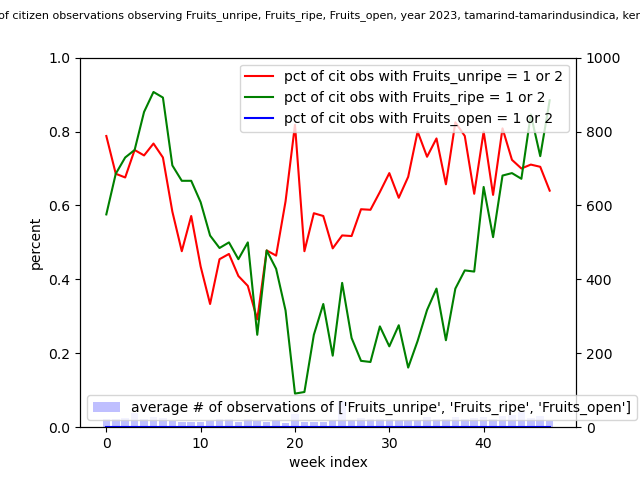 of citizen observations observing Fruits_unripe, Fruits_ripe, Fruits_open, year 2023, tamarind-tamarindusindica, ker
1.0
0.8
0.6
0.4
0.2
0.0
percent
pct of cit obs with Fruits_unripe = 1 or 2
pct of cit obs with Fruits_ripe = 1 or 2
pct of cit obs with Fruits_open = 1 or 2
1000
800
600
400
200
0
average # of observations of ['Fruits_unripe', 'Fruits_ripe', 'Fruits_open']
0 10 20 30 40
week index